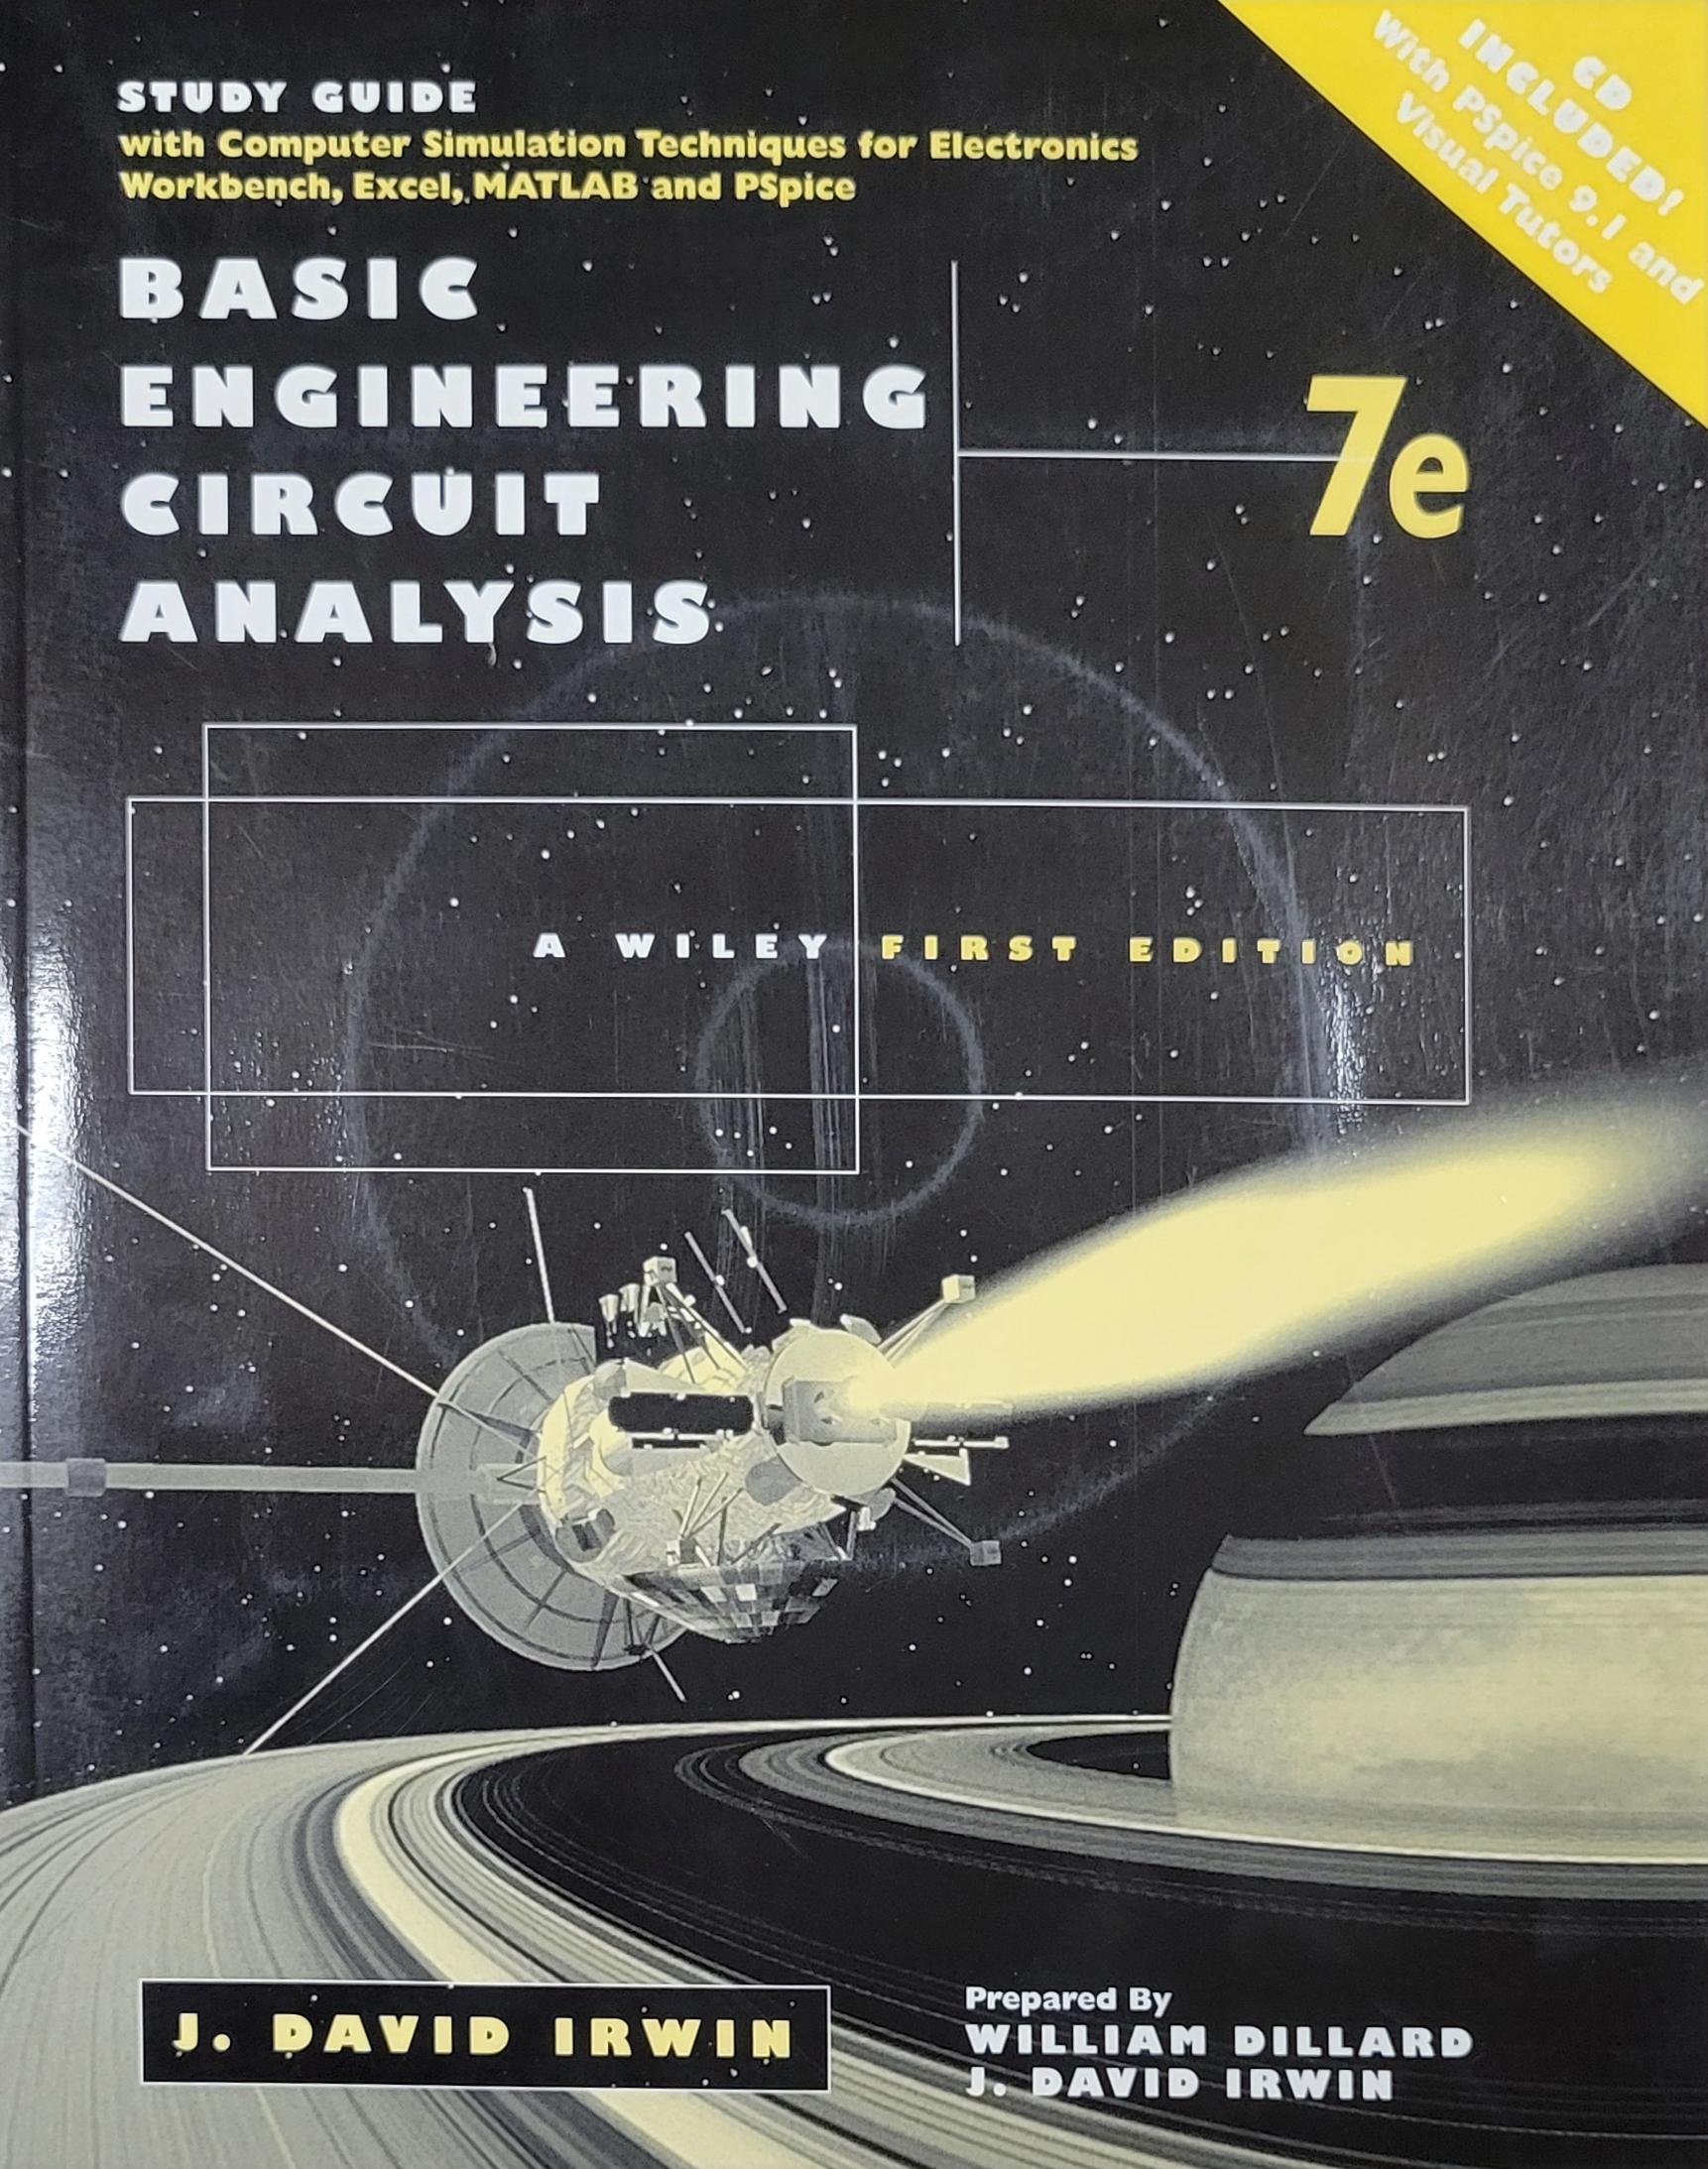 STUDY GUIDE
with Computer Simulation Techniques for Electronics
Workbench, Excel, MATLAB and PSpice
CD
INCLUDED!
With PSpice 9.1 and
Visual Tutors
BASIC
ENGINEERING
CIRCUIT
ANALYSIS
7e
A WILEY FIRST EDITION
J. DAVID IRWIN
Prepared By
WILLIAM DILLARD
J. DAVID IRWIN